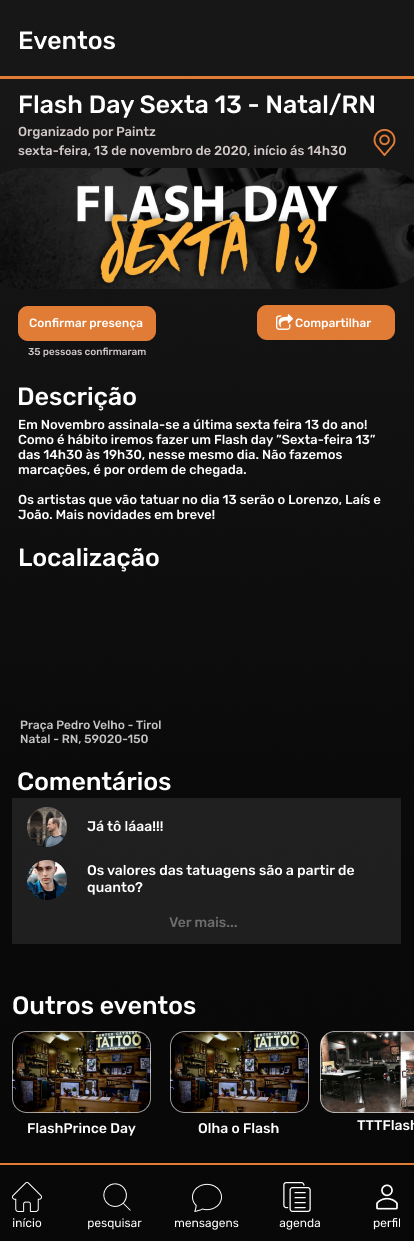 Eventos
Flash Day Sexta 13 - Natal/RN
Organizado por Paintz
sexta-feira, 13 de novembro de 2020, início ás 14h30
FLASH DAY
SEXTA 13
Confirmar presença
Compartilhar
35 pessoas confirmaram
Descrição
Em Novembro assinala-se a última sexta feira 13 do ano!
Como é hábito iremos fazer um Flash day ”Sexta-feira 13”
das 14h30 às 19h30, nesse mesmo dia. Não fazemos
marcações, é por ordem de chegada.
Os artistas que vão tatuar no dia 13 serão o Lorenzo, Laís e
João. Mais novidades em breve!
Localização
Praça Pedro Velho - Tirol
Natal - RN, 59020-150
Comentários
Já tô láaa!!!
Os valores das tatuagens são a partir de
quanto?
Ver mais...
Outros eventos
TATTOO
TATTOO
FlashPrince Day
Olha o Flash
TTTFlash
início
pesquisar
mensagens
agenda
perfil